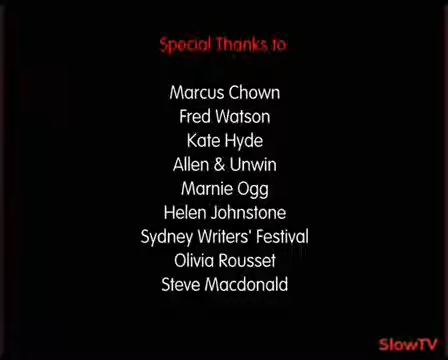 Special Thanks to
Marcus Chown
Fred Watson
Kate Hyde
Allen & Unwin
Marnie Ogg
Helen Johnstone
Sydney Writers' Festival
Olivia Rousset
Steve Macdonald
SlowTV